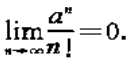 lim_{n→∞} a^n/n! = 0.